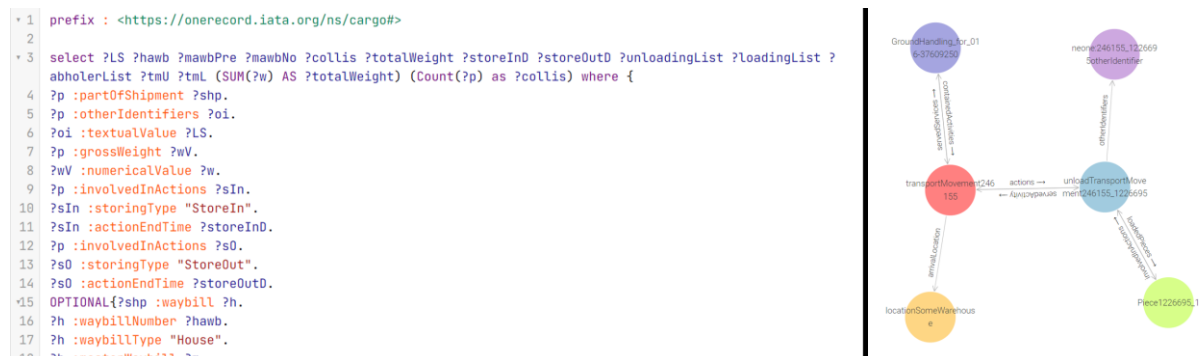 1 prefix : <https://onerecord.iata.org/ns/cargo#>
2
3 select ?LS ?hawb ?mawbPre ?mawbNo ?collis ?totalWeight ?storeInD ?storeOutD ?unloadingList ?loadingList ?
abholerList ?tmU ?tmL (SUM(?w) AS ?totalWeight) (Count(?p) as ?collis) where {
4 ?p :partOfShipment ?shp.
5 ?p :otherIdentifiers ?oi.
6 ?oi :textualValue ?LS.
7 ?p :grossWeight ?wV.
8 ?wV :numericalValue ?w.
9 ?p :involvedInActions ?sIn.
10 ?sIn :storingType "StoreIn".
11 ?sIn :actionEndTime ?storeInD.
12 ?p :involvedInActions ?sO.
13 ?sO :storingType "StoreOut".
14 ?sO :actionEndTime ?storeOutD.
15 OPTIONAL{?shp :waybill ?h.
16 ?h :waybillNumber ?hawb.
17 ?h :waybillType "House".
GroundHandling_for_01
6-37609250
neone:246155_122669
5otherIdentifier
containedActivities →
← servedServices
otherIdentifiers
transportMovement246
155
actions →
← servedActivity
unloadTransportMove
ment246155_1226695
arrivalLocation
loadedPieces →
← involvedInActions
locationSomeWarehous
e
Piece1226695_1